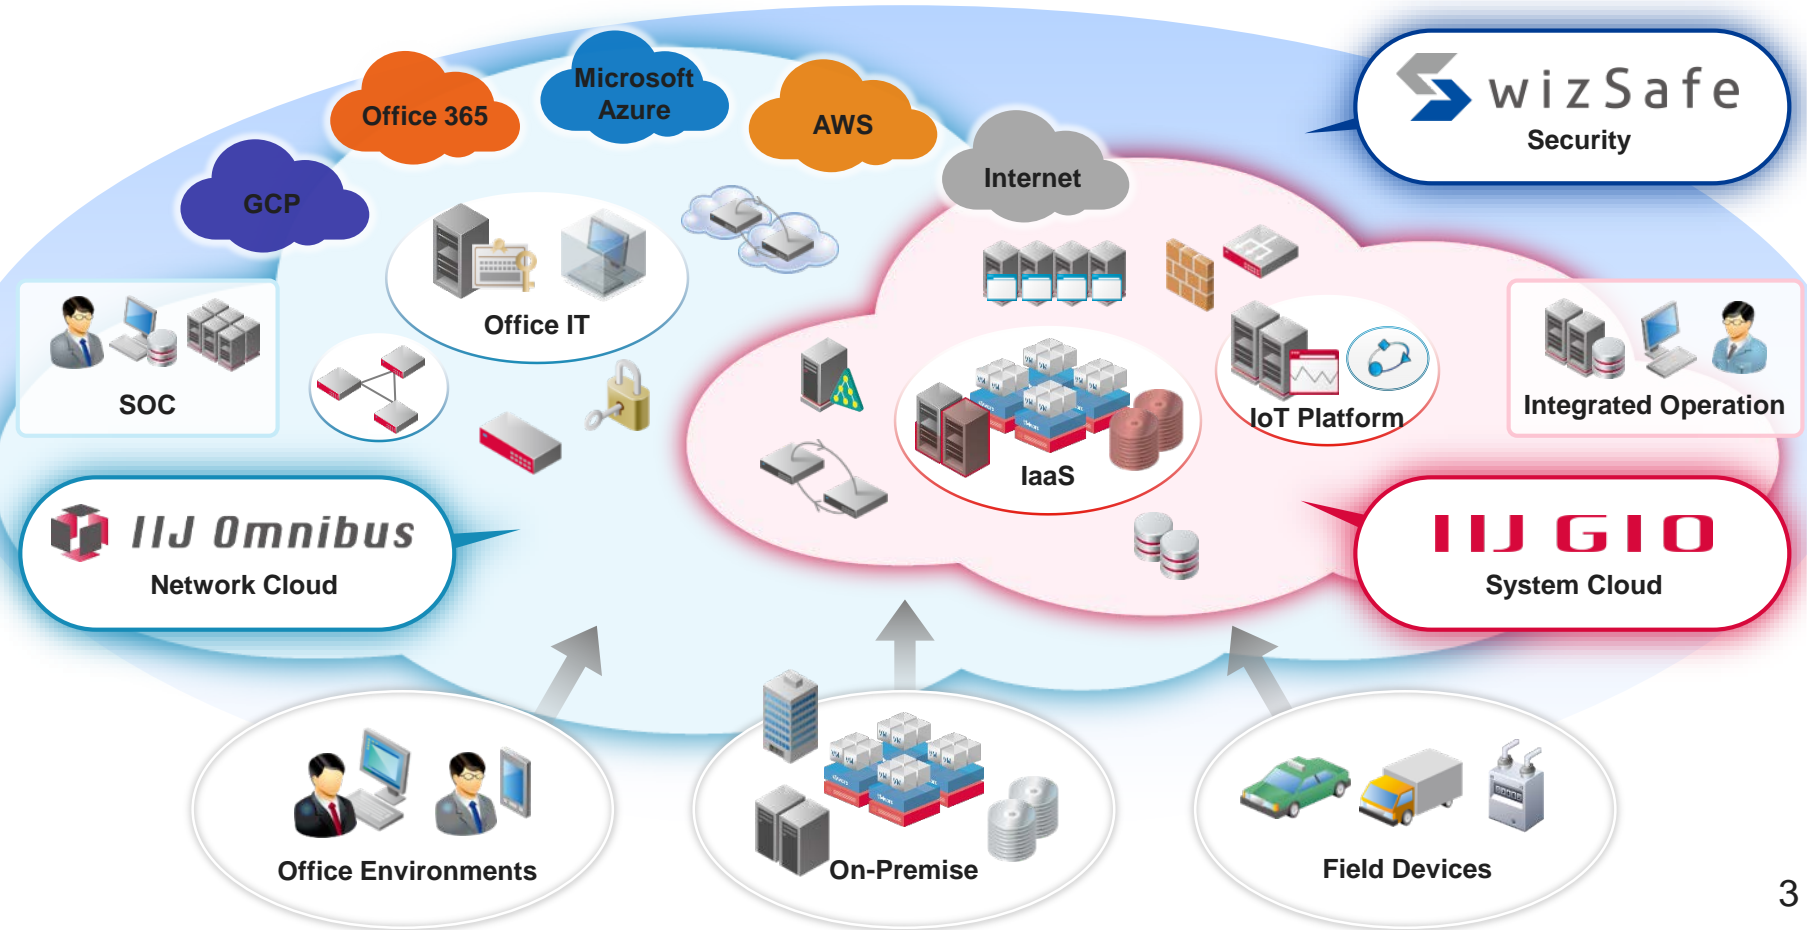 Microsoft
Azure
Office 365
AWS
wizSafe
Security
Internet
GCP
Office IT
SOC
IoT Platform
Integrated Operation
IaaS
IIJ Omnibus
Network Cloud
IIJ GIO
System Cloud
Office Environments
On-Premise
Field Devices
3